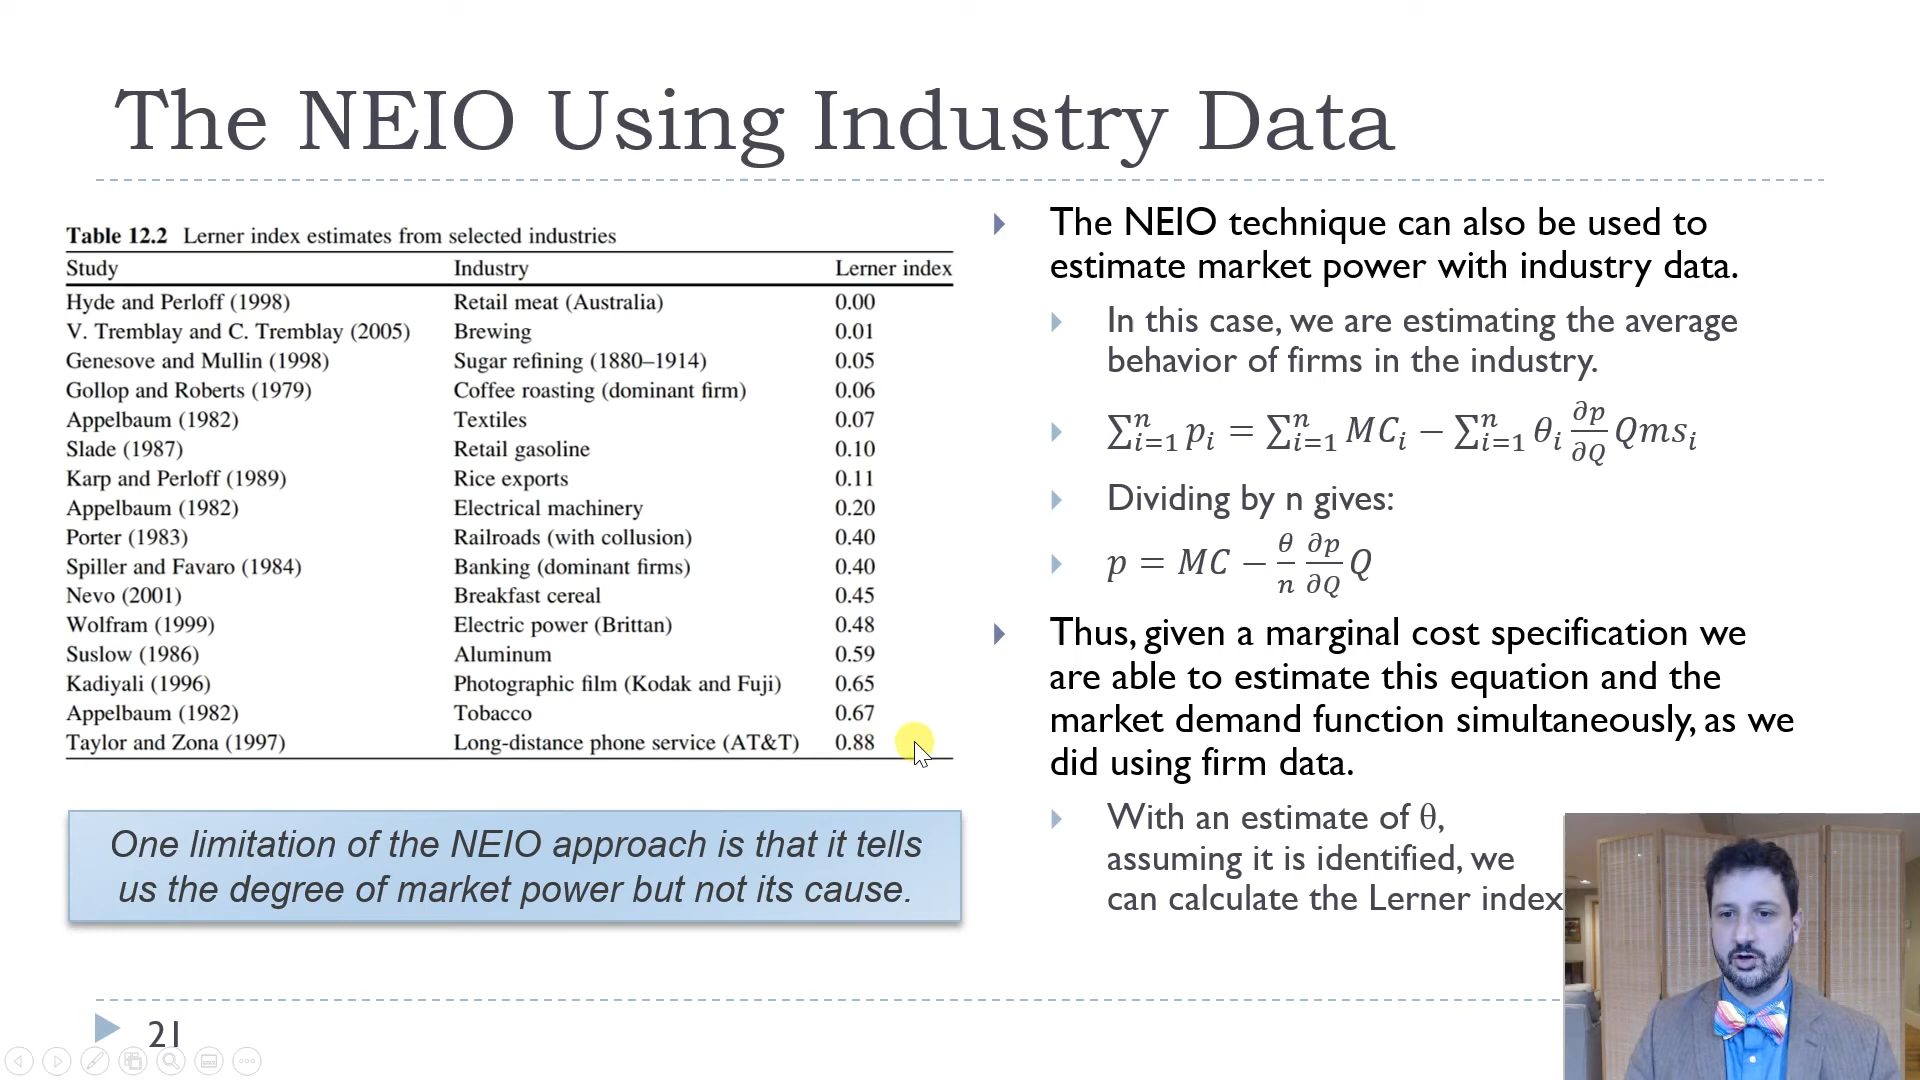 The NEIO Using Industry Data
Table 12.2 Lerner index estimates from selected industries
Study Industry Lerner index
Hyde and Perloff (1998) Retail meat (Australia) 0.00
V. Tremblay and C. Tremblay (2005) Brewing 0.01
Genesove and Mullin (1998) Sugar refining (1880–1914) 0.05
Gollop and Roberts (1979) Coffee roasting (dominant firm) 0.06
Appelbaum (1982) Textiles 0.07
Slade (1987) Retail gasoline 0.10
Karp and Perloff (1989) Rice exports 0.11
Appelbaum (1982) Electrical machinery 0.20
Porter (1983) Railroads (with collusion) 0.40
Spiller and Favaro (1984) Banking (dominant firms) 0.40
Nevo (2001) Breakfast cereal 0.45
Wolfram (1999) Electric power (Brittan) 0.48
Suslow (1986) Aluminum 0.59
Kadiyali (1996) Photographic film (Kodak and Fuji) 0.65
Appelbaum (1982) Tobacco 0.67
Taylor and Zona (1997) Long-distance phone service (AT&T) 0.88
One limitation of the NEIO approach is that it tells
us the degree of market power but not its cause.
The NEIO technique can also be used to
estimate market power with industry data.
In this case, we are estimating the average
behavior of firms in the industry.
∑ⁿᵢ₌₁ pᵢ = ∑ⁿᵢ₌₁ MCᵢ − ∑ⁿᵢ₌₁ θᵢ ∂p/∂Q Qmsᵢ
Dividing by n gives:
p = MC − θ/n ∂p/∂Q Q
Thus, given a marginal cost specification we
are able to estimate this equation and the
market demand function simultaneously, as we
did using firm data.
With an estimate of θ,
assuming it is identified, we
can calculate the Lerner index
21